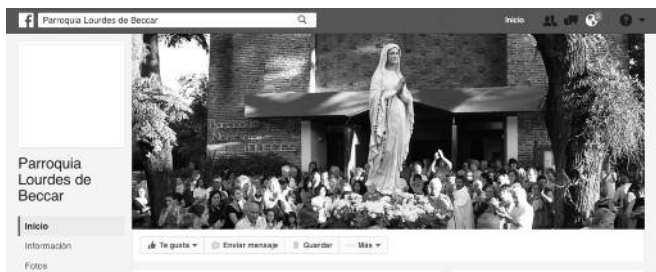 f Parroquia Lourdes de Beccar
Inicio
Parroquia
Lourdes de
Beccar
Inicio
Información
Fotos
Te gusta
Enviar mensaje
Guardar
Más